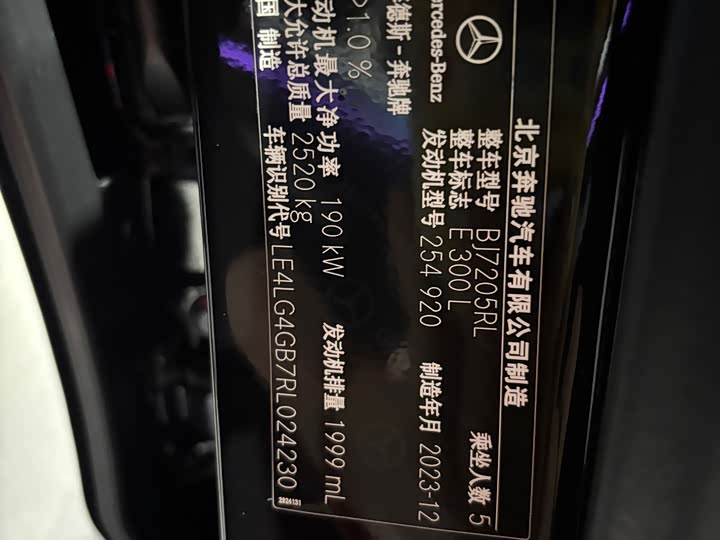 北京奔驰汽车有限公司制造
ercedes-Benz 整车型号 BJ7205RL 乘坐人数 5
整车标志 E 300 L
德斯 - 奔驰牌 发动机型号 254 920 制造年月 2023-12
1.0 %
动机最大净功率 190 kW 发动机排量 1999 mL
大允许总质量 2520 kg
国 制造 车辆识别代号 LE4LG4GB7RL024230